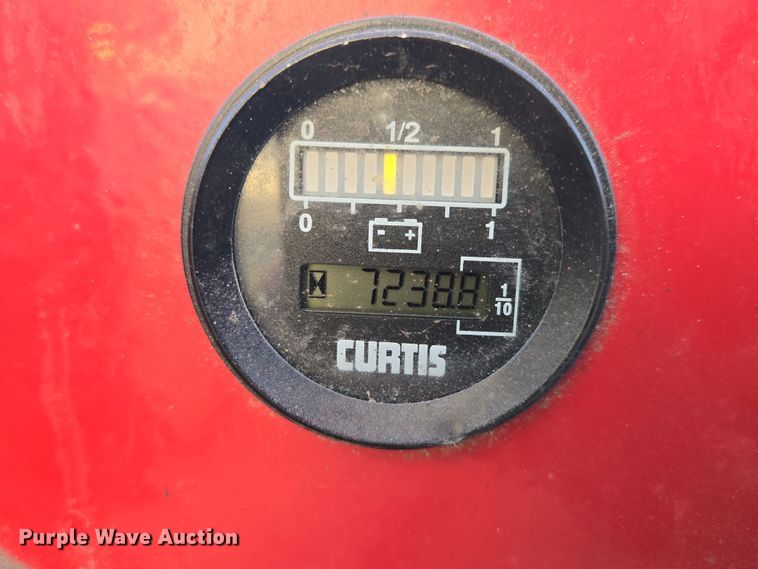 0 1/2 1
0 1
- +
7238.8
1/10
CURTIS
Purple Wave Auction